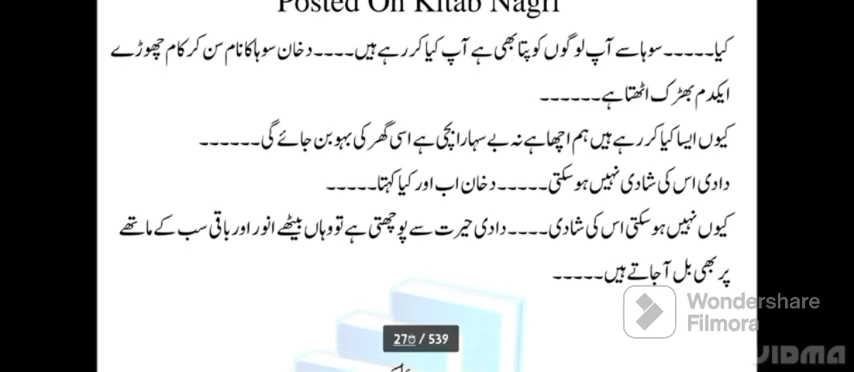 Posted On Kitab Nagri
کیا۔۔۔۔۔ سوہا سے آپ لوگوں کو پتا بھی ہے آپ کیا کر رہے ہیں۔۔۔۔ دخان سوہا کا نام سن کر کام چھوڑے
ایکدم بھڑک اٹھتا ہے۔۔۔۔۔۔
کیوں ایسا کیا کر رہے ہیں ہم اچھا ہے نہ بے سہارا بچی ہے اسی گھر کی بہو بن جائے گی۔۔۔۔۔۔
دادی اس کی شادی نہیں ہو سکتی۔۔۔۔۔ دخان اب اور کیا کہتا۔۔۔۔۔
کیوں نہیں ہو سکتی اس کی شادی۔۔۔۔ دادی حیرت سے پوچھتی ہے تو وہاں بیٹھے انور اور باقی سب کے ماتھے
پر بھی بل آجاتے ہیں۔۔۔۔۔
Wondershare
Filmora
/ 539
VIDMA